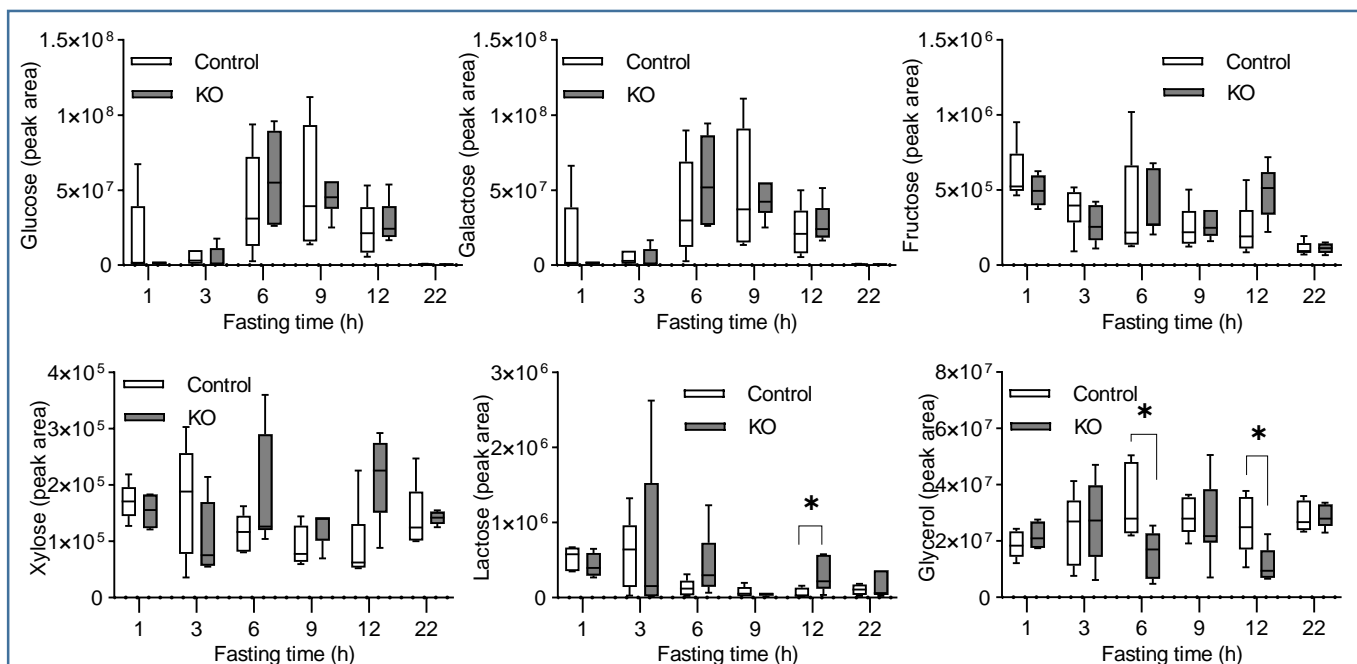 Glucose (peak area)
1.5×10⁸
1×10⁸
5×10⁷
0
Control
KO
1 3 6 9 12 22
Fasting time (h)
Galactose (peak area)
1.5×10⁸
1×10⁸
5×10⁷
0
Control
KO
1 3 6 9 12 22
Fasting time (h)
Fructose (peak area)
1.5×10⁶
1×10⁶
5×10⁵
0
Control
KO
1 3 6 9 12 22
Fasting time (h)
Xylose (peak area)
4×10⁵
3×10⁵
2×10⁵
1×10⁵
0
Control
KO
1 3 6 9 12 22
Fasting time (h)
Lactose (peak area)
3×10⁶
2×10⁶
1×10⁶
0
Control
KO
*
1 3 6 9 12 22
Fasting time (h)
Glycerol (peak area)
8×10⁷
6×10⁷
4×10⁷
2×10⁷
0
Control
KO
* *
1 3 6 9 12 22
Fasting time (h)